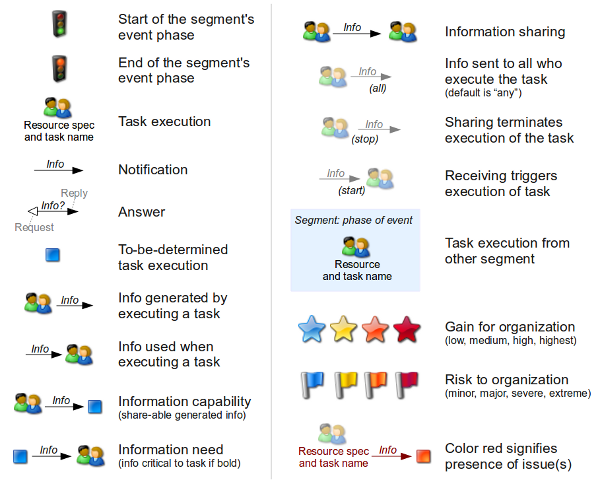 Start of the segment's
event phase
End of the segment's
event phase
Resource spec
and task name
Task execution
Info
Notification
Reply
Info?
Request
Answer
To-be-determined
task execution
Info
Info generated by
executing a task
Info
Info used when
executing a task
Info
Information capability
(share-able generated info)
Info
Information need
(info critical to task if bold)
Info
Information sharing
Info
(all)
Info sent to all who
execute the task
(default is “any”)
Info
(stop)
Sharing terminates
execution of the task
Info
(start)
Receiving triggers
execution of task
Segment: phase of event
Resource
and task name
Task execution from
other segment
Gain for organization
(low, medium, high, highest)
Risk to organization
(minor, major, severe, extreme)
Resource spec
and task name
Info
Color red signifies
presence of issue(s)